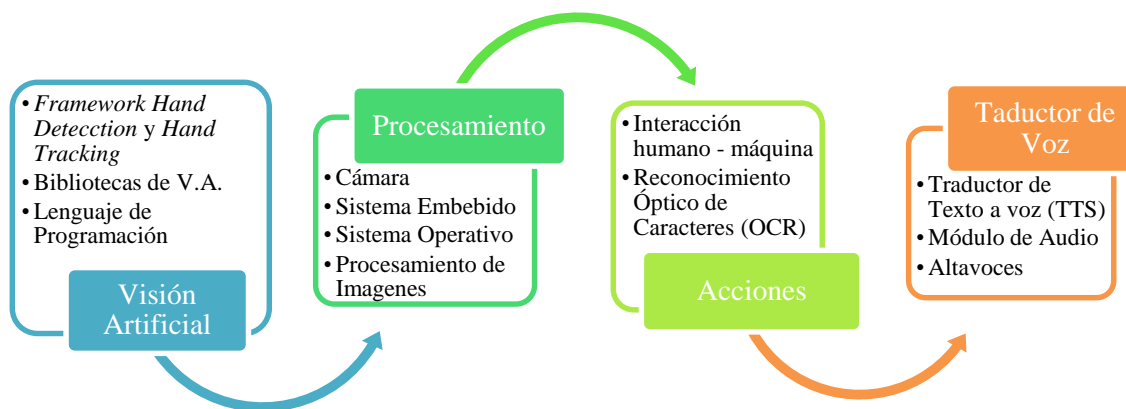 • Framework Hand
Detecction y Hand
Tracking
• Bibliotecas de V.A.
• Lenguaje de
Programación
Visión
Artificial
Procesamiento
• Cámara
• Sistema Embebido
• Sistema Operativo
• Procesamiento de
Imagenes
• Interacción
humano - máquina
• Reconocimiento
Óptico de
Caracteres (OCR)
Acciones
Taductor de
Voz
• Traductor de
Texto a voz (TTS)
• Módulo de Audio
• Altavoces